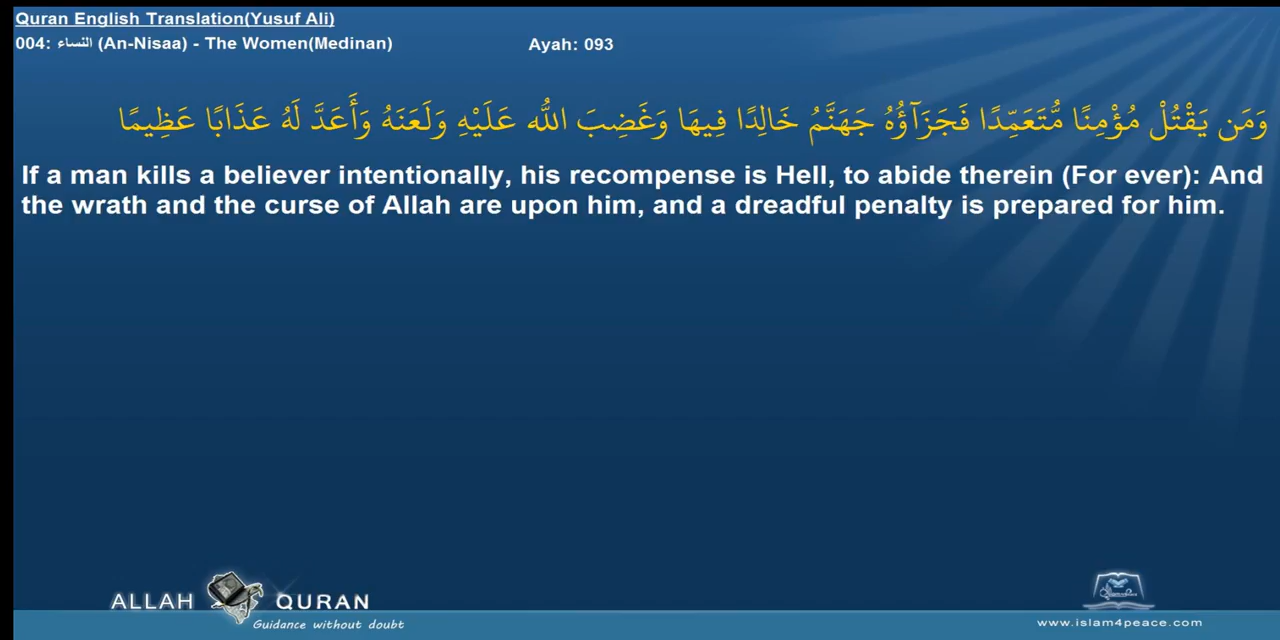 Quran English Translation(Yusuf Ali)
004: النساء (An-Nisaa) - The Women(Medinan)
Ayah: 093
وَمَن يَقْتُلْ مُؤْمِنًا مُّتَعَمِّدًا فَجَزَآؤُهُ جَهَنَّمُ خَالِدًا فِيهَا وَغَضِبَ اللّهُ عَلَيْهِ وَلَعَنَهُ وَأَعَدَّ لَهُ عَذَابًا عَظِيمًا
If a man kills a believer intentionally, his recompense is Hell, to abide therein (For ever): And
the wrath and the curse of Allah are upon him, and a dreadful penalty is prepared for him.
ALLAH QURAN
Guidance without doubt
www.islam4peace.com